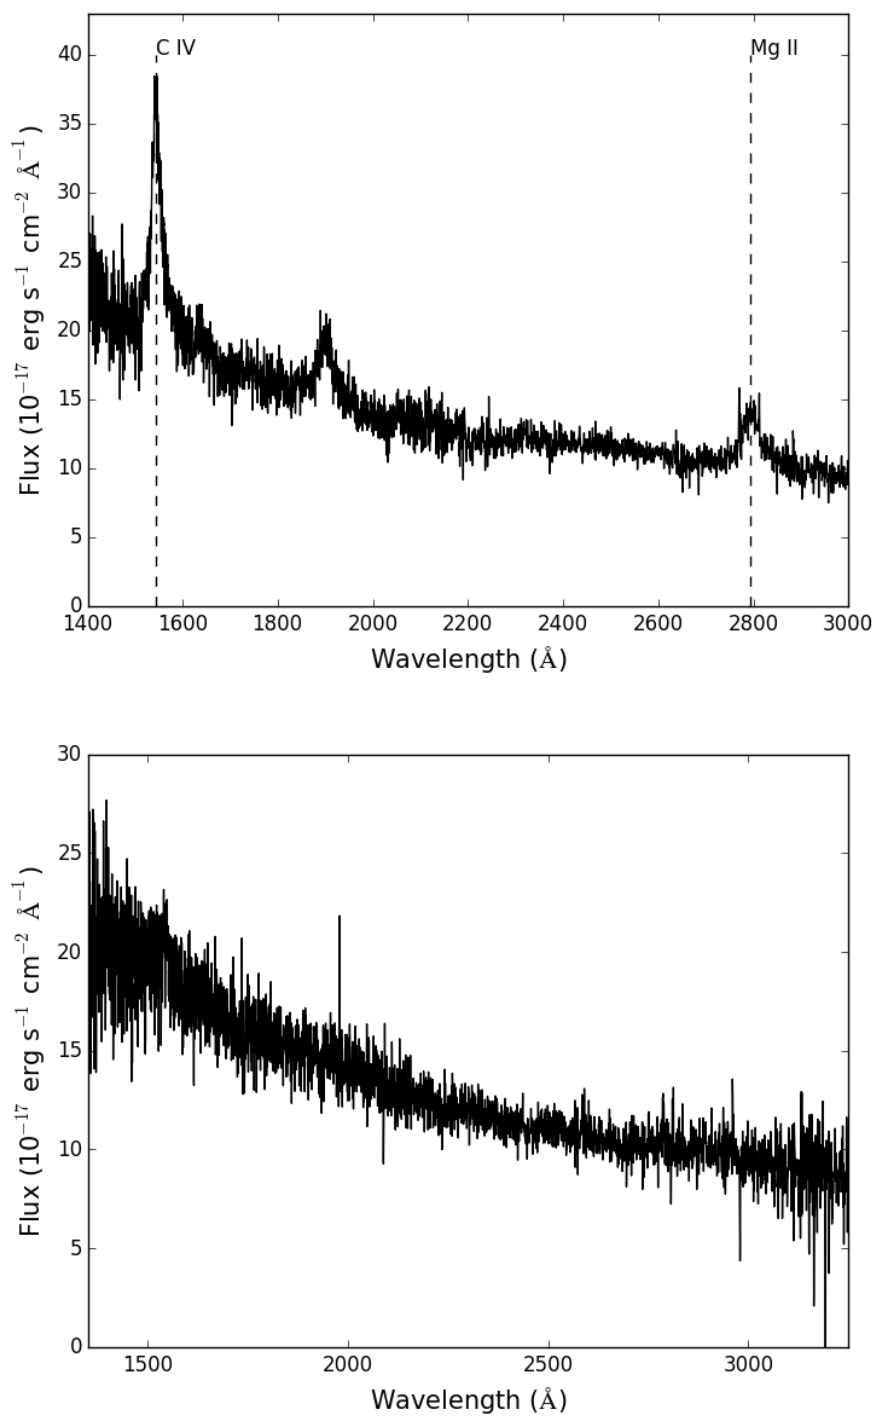 C IV
Mg II
40
35
30
25
20
15
10
5
0
Flux (10⁻¹⁷ erg s⁻¹ cm⁻² Å⁻¹)
1400 1600 1800 2000 2200 2400 2600 2800 3000
Wavelength (Å)
30
25
20
15
10
5
0
Flux (10⁻¹⁷ erg s⁻¹ cm⁻² Å⁻¹)
1500 2000 2500 3000
Wavelength (Å)